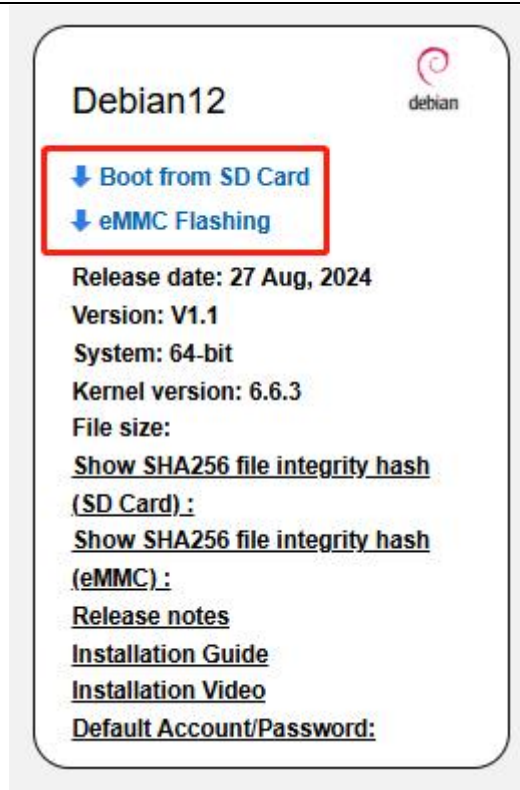 debian
Debian12
Boot from SD Card
eMMC Flashing
Release date: 27 Aug, 2024
Version: V1.1
System: 64-bit
Kernel version: 6.6.3
File size:
Show SHA256 file integrity hash
(SD Card) :
Show SHA256 file integrity hash
(eMMC) :
Release notes
Installation Guide
Installation Video
Default Account/Password: